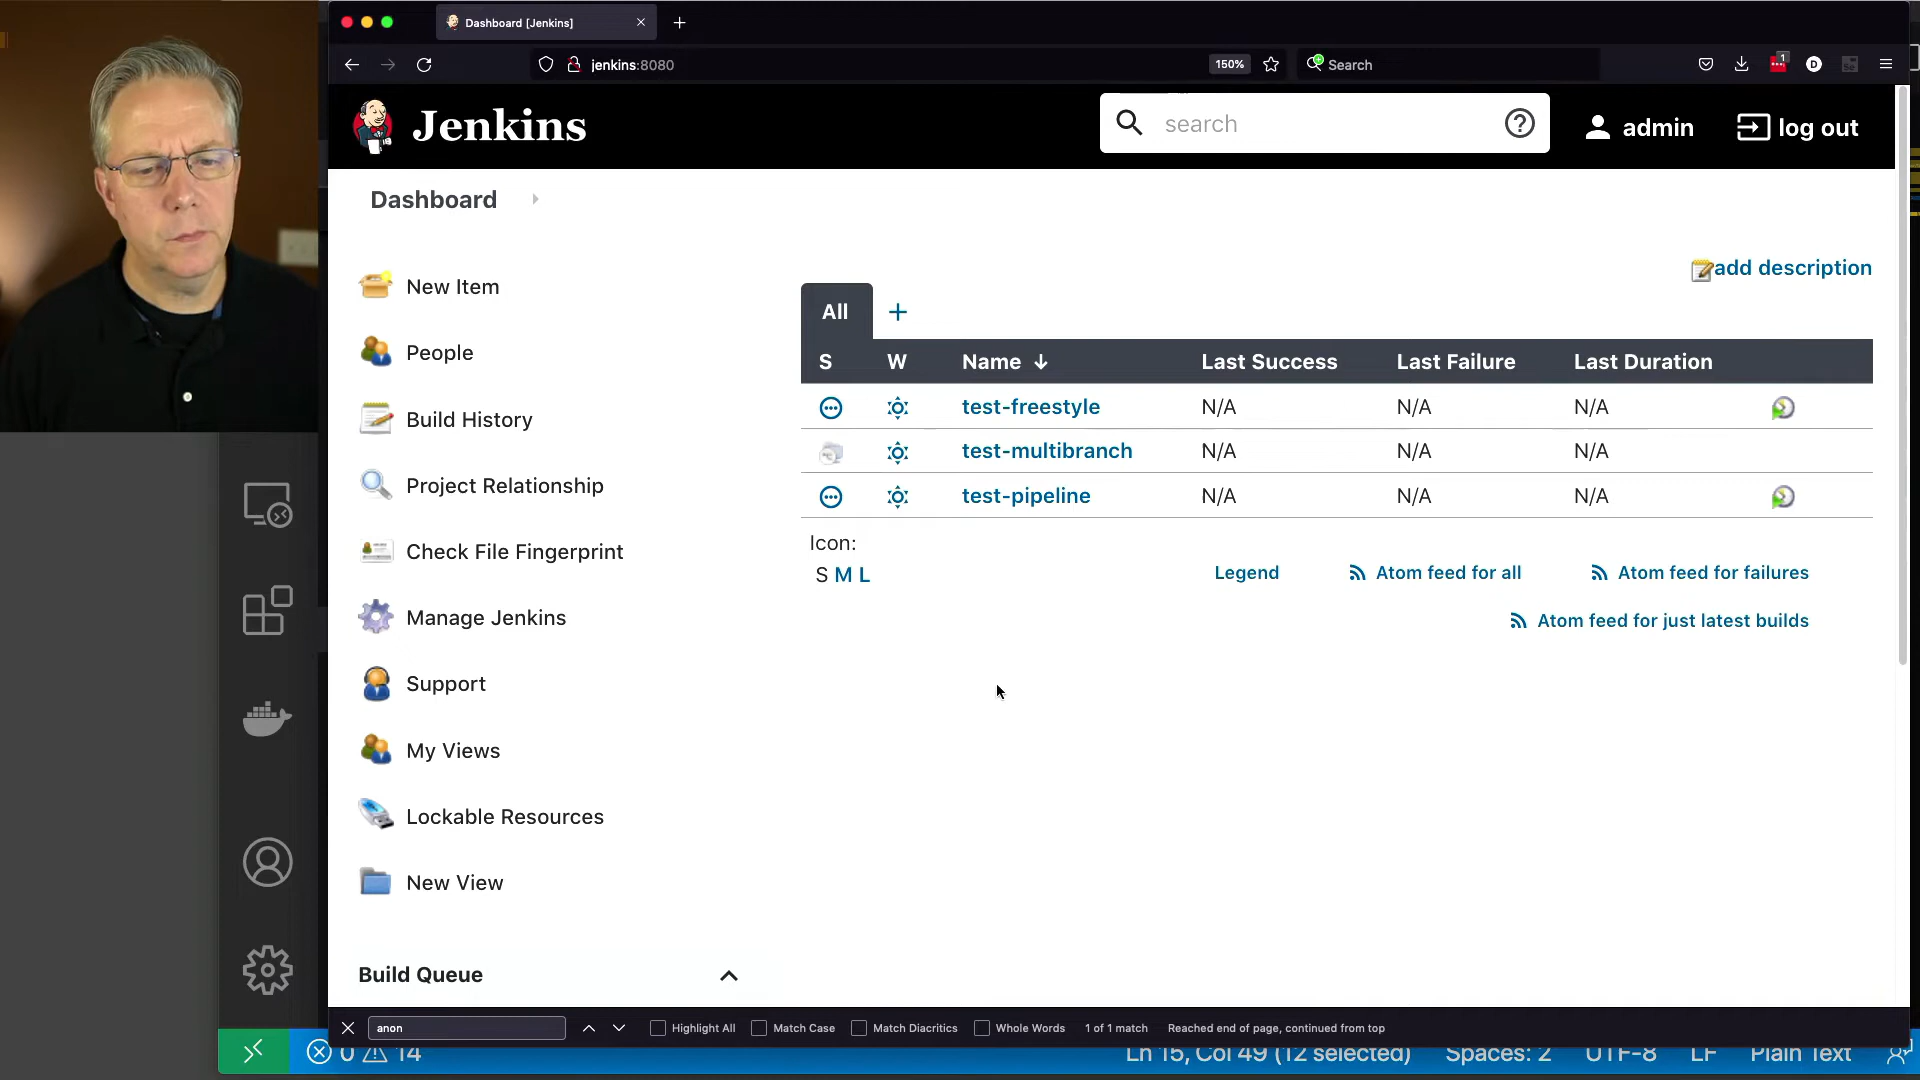 Dashboard [Jenkins]
jenkins:8080
150%
Search
1
D
Jenkins
search
admin
log out
Dashboard
add description
New Item
People
Build History
Project Relationship
Check File Fingerprint
Manage Jenkins
Support
My Views
Lockable Resources
New View
Build Queue
All +
S W Name ↓ Last Success Last Failure Last Duration
test-freestyle N/A N/A N/A
test-multibranch N/A N/A N/A
test-pipeline N/A N/A N/A
Icon:
S M L
Legend Atom feed for all Atom feed for failures
Atom feed for just latest builds
anon Highlight All Match Case Match Diacritics Whole Words 1 of 1 match Reached end of page, continued from top
0 14 Ln 15, Col 49 (12 selected) Spaces: 2 UTF-8 LF Plain Text